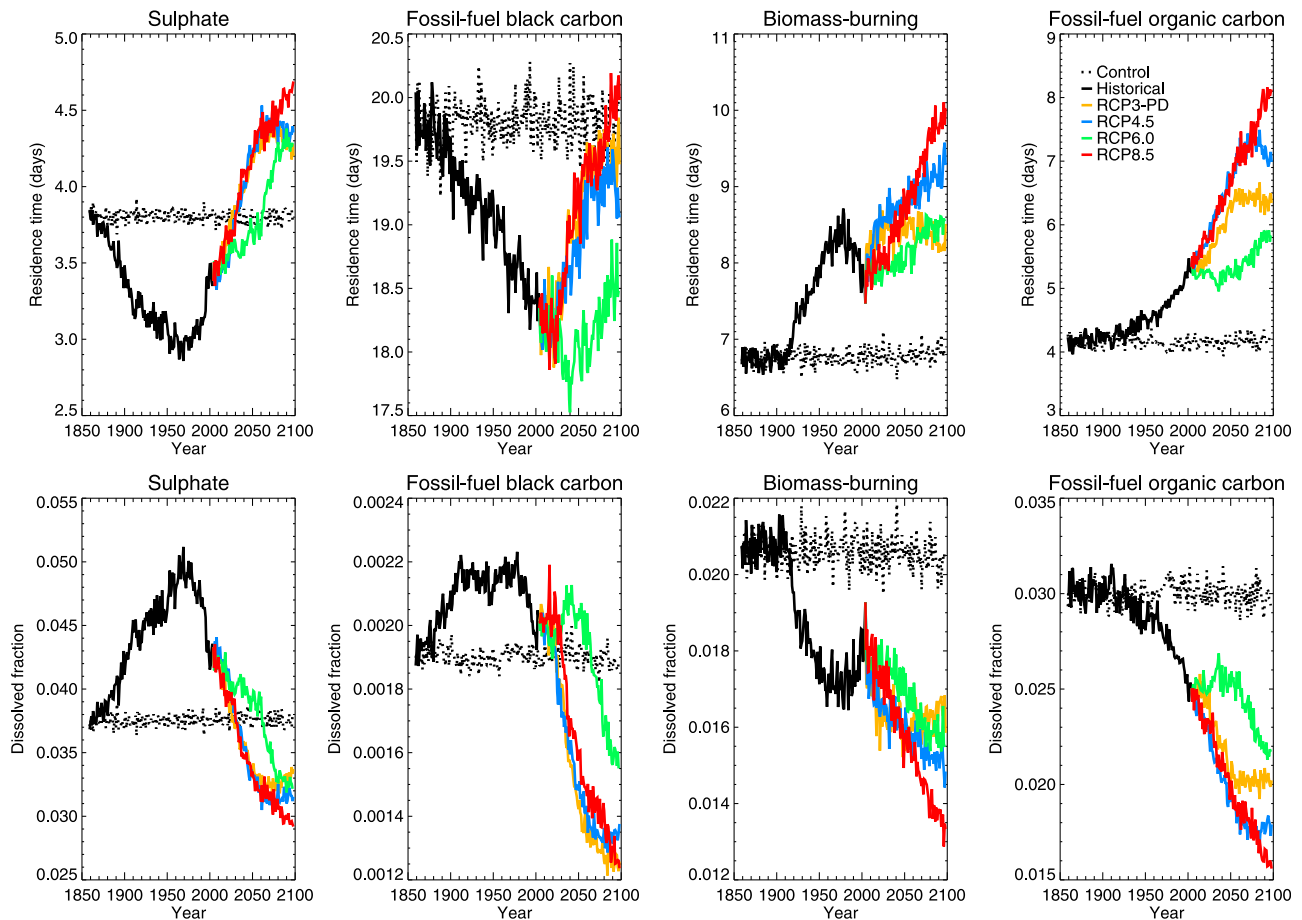 Sulphate
5.0
4.5
4.0
3.5
3.0
2.5
Residence time (days)
1850 1900 1950 2000 2050 2100
Year
Fossil-fuel black carbon
20.5
20.0
19.5
19.0
18.5
18.0
17.5
Residence time (days)
1850 1900 1950 2000 2050 2100
Year
Biomass-burning
11
10
9
8
7
6
Residence time (days)
1850 1900 1950 2000 2050 2100
Year
Fossil-fuel organic carbon
9
8
7
6
5
4
3
Residence time (days)
Control
Historical
RCP3-PD
RCP4.5
RCP6.0
RCP8.5
1850 1900 1950 2000 2050 2100
Year
Sulphate
0.055
0.050
0.045
0.040
0.035
0.030
0.025
Dissolved fraction
1850 1900 1950 2000 2050 2100
Year
Fossil-fuel black carbon
0.0024
0.0022
0.0020
0.0018
0.0016
0.0014
0.0012
Dissolved fraction
1850 1900 1950 2000 2050 2100
Year
Biomass-burning
0.022
0.020
0.018
0.016
0.014
0.012
Dissolved fraction
1850 1900 1950 2000 2050 2100
Year
Fossil-fuel organic carbon
0.035
0.030
0.025
0.020
0.015
Dissolved fraction
1850 1900 1950 2000 2050 2100
Year